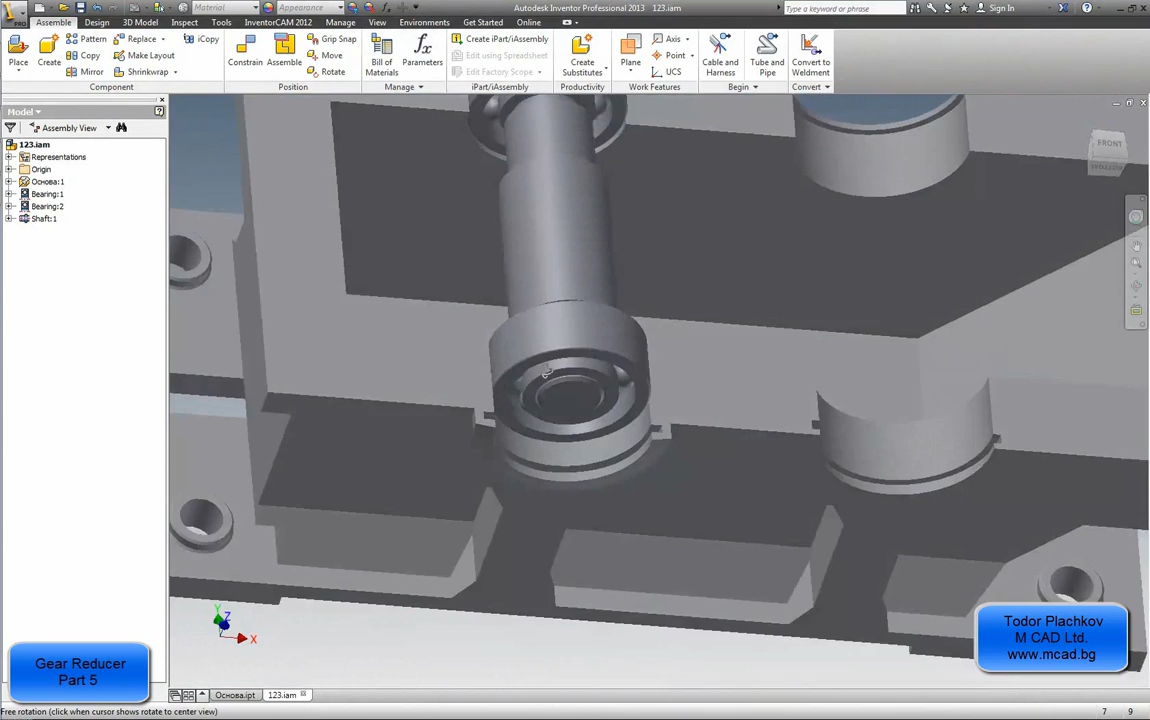 Autodesk Inventor Professional 2013 123.iam
Material
Appearance
Type a keyword or phrase
Sign In
PRO
Assemble Design 3D Model Inspect Tools InventorCAM 2012 Manage View Environments Get Started Online
Place
Create
Pattern
Copy
Mirror
Replace
Make Layout
Shrinkwrap
iCopy
Component
Constrain
Assemble
Grip Snap
Move
Rotate
Position
Bill of
Materials
Parameters
Manage
Create iPart/iAssembly
Edit using Spreadsheet
Edit Factory Scope
iPart/iAssembly
Create
Substitutes
Productivity
Plane
Axis
Point
UCS
Work Features
Cable and
Harness
Tube and
Pipe
Begin
Convert to
Weldment
Convert
Model
Assembly View
123.iam
Representations
Origin
Основа:1
Bearing:1
Bearing:2
Shaft:1
FRONT
Y
Z
X
Gear Reducer
Part 5
Todor Plachkov
M CAD Ltd.
www.mcad.bg
Основа.ipt
123.iam
Free rotation (click when cursor shows rotate to center view)
7 9